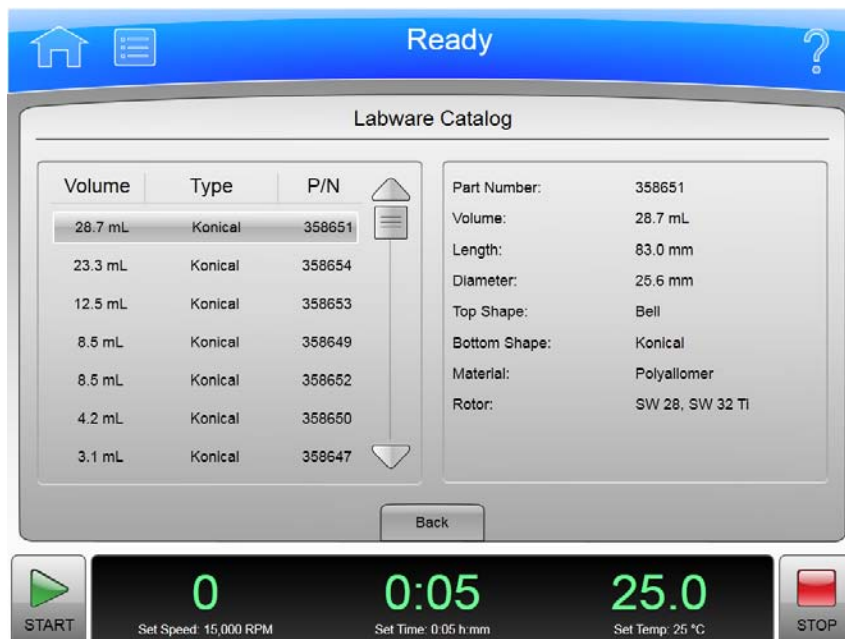 Ready
Labware Catalog
Volume Type P/N
28.7 mL Konical 358651
23.3 mL Konical 358654
12.5 mL Konical 358653
8.5 mL Konical 358649
8.5 mL Konical 358652
4.2 mL Konical 358650
3.1 mL Konical 358647
Part Number: 358651
Volume: 28.7 mL
Length: 83.0 mm
Diameter: 25.6 mm
Top Shape: Bell
Bottom Shape: Konical
Material: Polyallomer
Rotor: SW 28, SW 32 Ti
Back
START
0
Set Speed: 15,000 RPM
0:05
Set Time: 0:05 h:mm
25.0
Set Temp: 25 °C
STOP